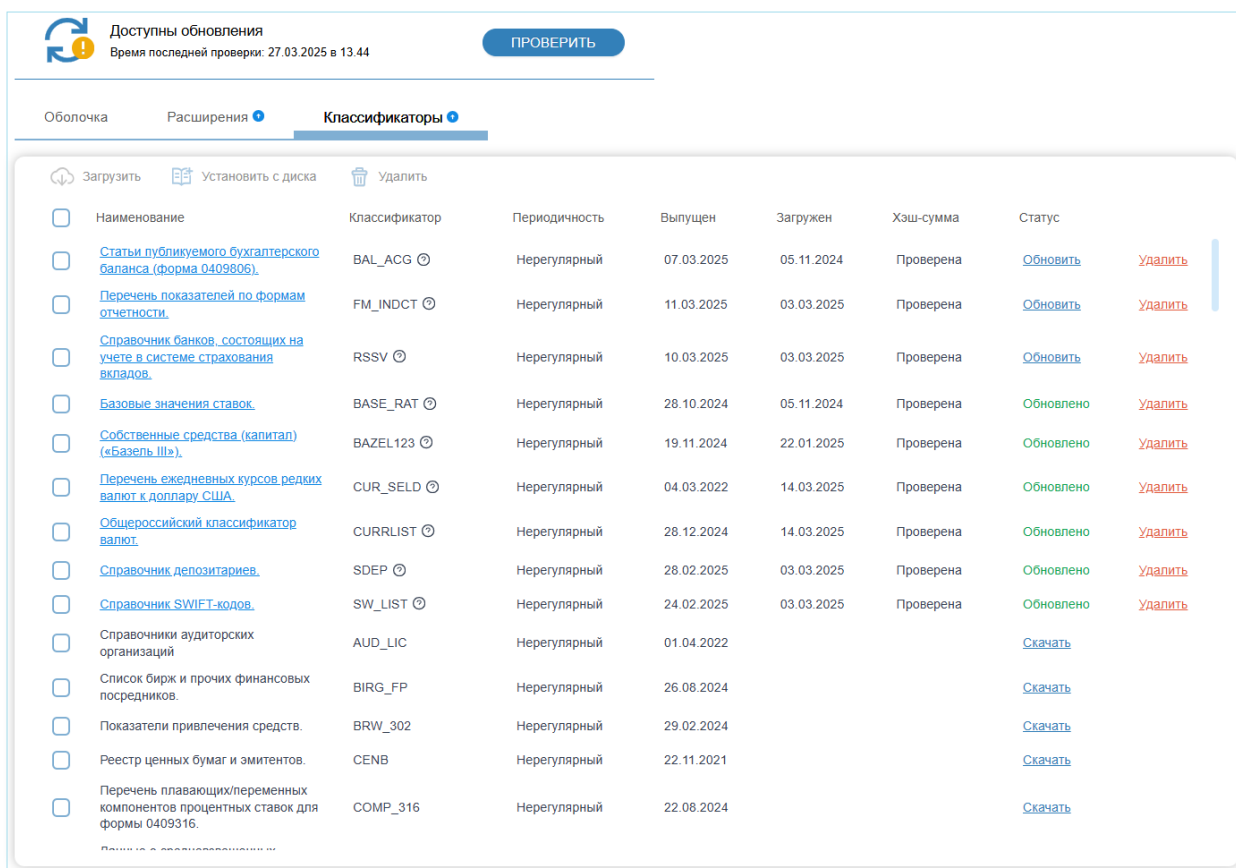 Доступны обновления
Время последней проверки: 27.03.2025 в 13.44
ПРОВЕРИТЬ
Оболочка Расширения Классификаторы
Загрузить Установить с диска Удалить
Наименование Классификатор Периодичность Выпущен Загружен Хэш-сумма Статус
Статьи публикуемого бухгалтерского
баланса (форма 0409806).
BAL_ACG Нерегулярный 07.03.2025 05.11.2024 Проверена Обновить Удалить
Перечень показателей по формам
отчетности.
FM_INDCT Нерегулярный 11.03.2025 03.03.2025 Проверена Обновить Удалить
Справочник банков, состоящих на
учете в системе страхования
вкладов.
RSSV Нерегулярный 10.03.2025 03.03.2025 Проверена Обновить Удалить
Базовые значения ставок. BASE_RAT Нерегулярный 28.10.2024 05.11.2024 Проверена Обновлено Удалить
Собственные средства (капитал)
(«Базель III»).
BAZEL123 Нерегулярный 19.11.2024 22.01.2025 Проверена Обновлено Удалить
Перечень ежедневных курсов редких
валют к доллару США.
CUR_SELD Нерегулярный 04.03.2022 14.03.2025 Проверена Обновлено Удалить
Общероссийский классификатор
валют.
CURRLIST Нерегулярный 28.12.2024 14.03.2025 Проверена Обновлено Удалить
Справочник депозитариев. SDEP Нерегулярный 28.02.2025 03.03.2025 Проверена Обновлено Удалить
Справочник SWIFT-кодов. SW_LIST Нерегулярный 24.02.2025 03.03.2025 Проверена Обновлено Удалить
Справочники аудиторских
организаций
AUD_LIC Нерегулярный 01.04.2022 Скачать
Список бирж и прочих финансовых
посредников.
BIRG_FP Нерегулярный 26.08.2024 Скачать
Показатели привлечения средств. BRW_302 Нерегулярный 29.02.2024 Скачать
Реестр ценных бумаг и эмитентов. CENB Нерегулярный 22.11.2021 Скачать
Перечень плавающих/переменных
компонентов процентных ставок для
формы 0409316.
COMP_316 Нерегулярный 22.08.2024 Скачать